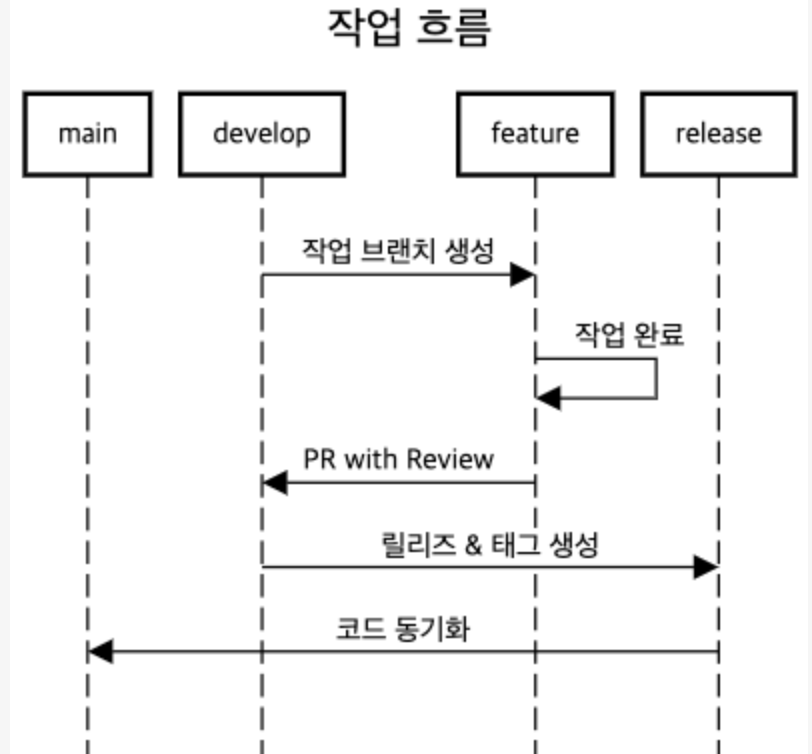 작업 흐름
main
develop
feature
release
작업 브랜치 생성
작업 완료
PR with Review
릴리즈 & 태그 생성
코드 동기화